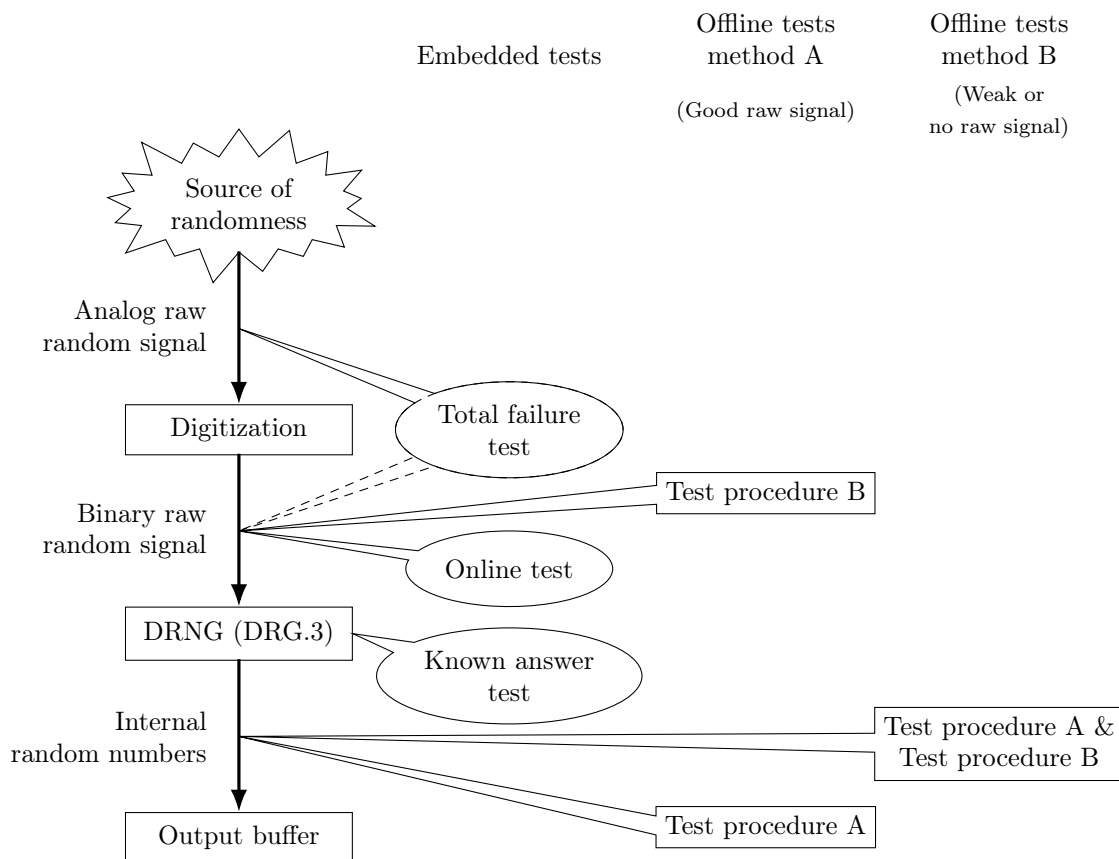 Embedded tests
Offline tests
method A
(Good raw signal)
Offline tests
method B
(Weak or
no raw signal)
Source of
randomness
Analog raw
random signal
Digitization
Total failure
test
Binary raw
random signal
Test procedure B
Online test
DRNG (DRG.3)
Known answer
test
Internal
random numbers
Test procedure A &
Test procedure B
Test procedure A
Output buffer